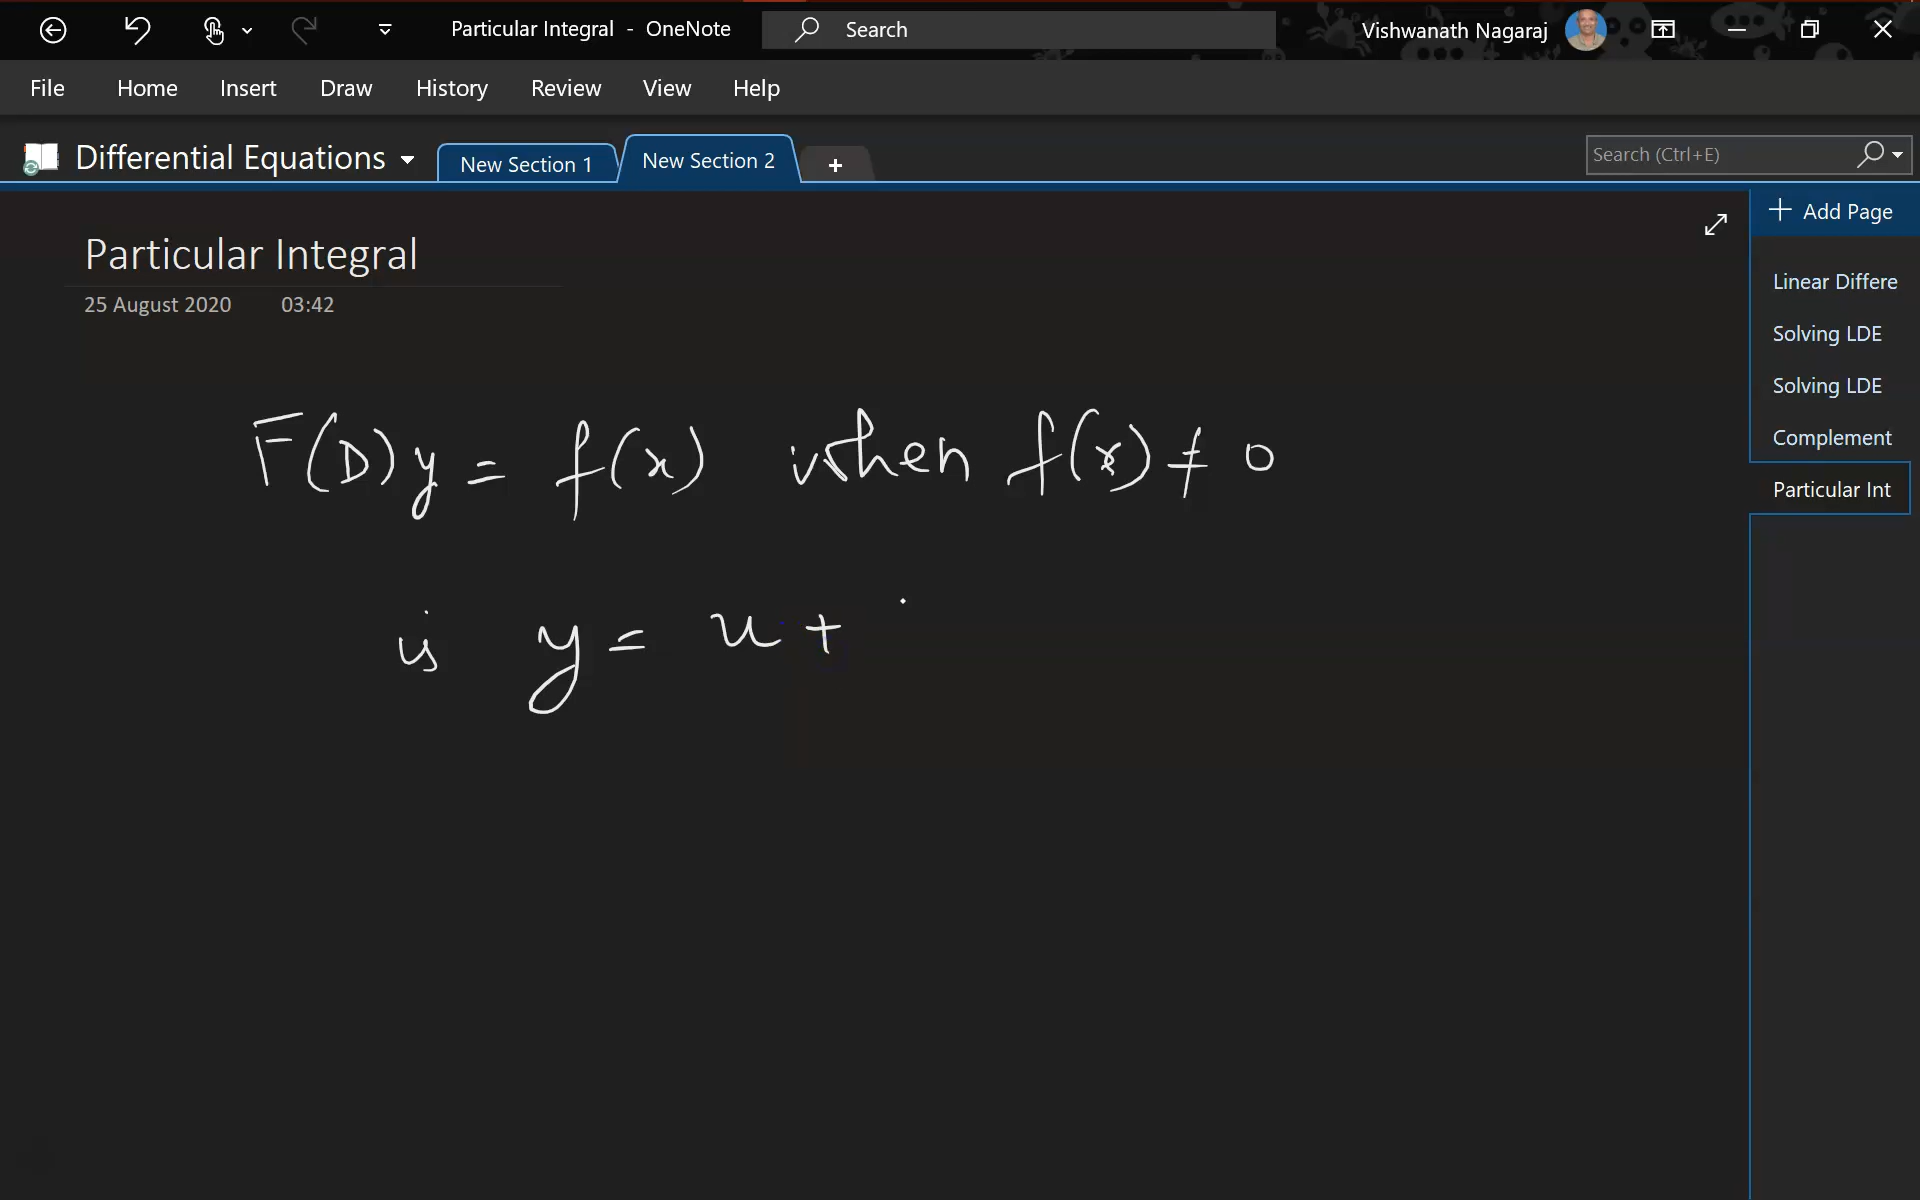 Particular Integral - OneNote
Search
Vishwanath Nagaraj
File Home Insert Draw History Review View Help
Differential Equations
New Section 1
New Section 2
+
Search (Ctrl+E)
Add Page
Particular Integral
25 August 2020 03:42
Linear Differe
Solving LDE
Solving LDE
Complement
Particular Int
F(D)y = f(x) when f(x) ≠ 0
is y = u +